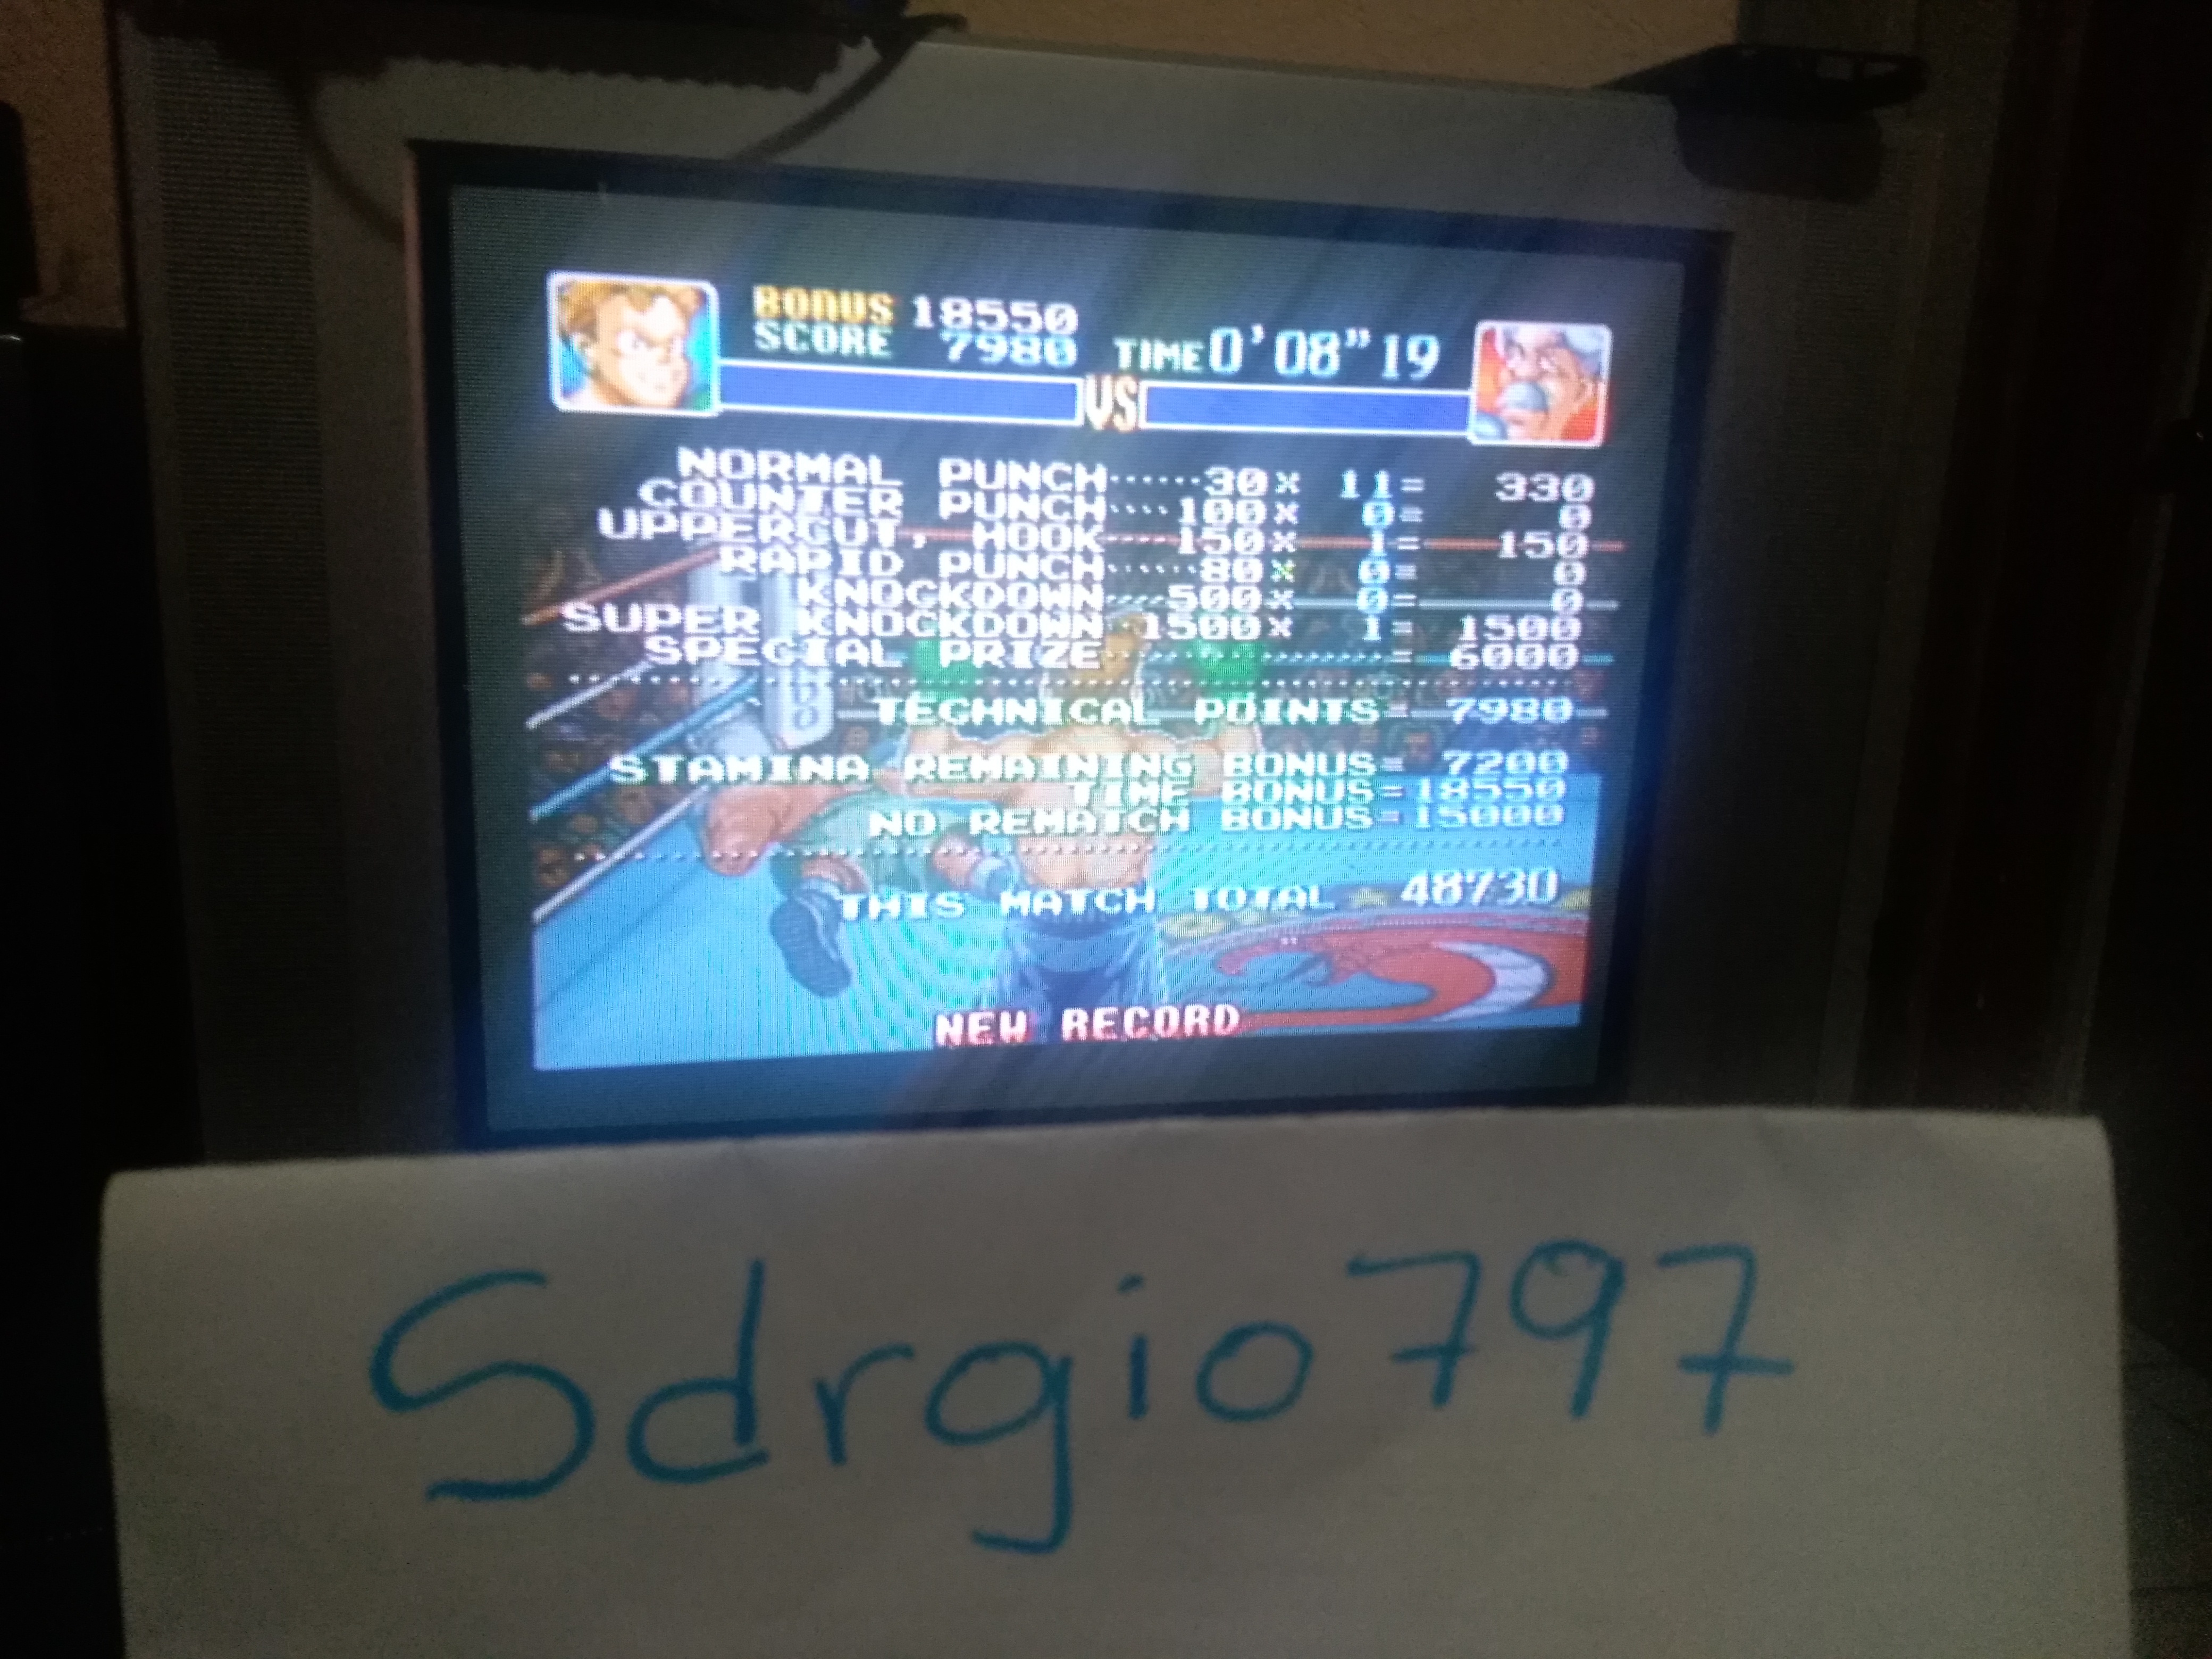 BONUS 18550
SCORE 7980 TIME 0'08"19
VS
NORMAL PUNCH······30× 11= 330
COUNTER PUNCH····100× 0= 0
UPPERCUT, HOOK····150× 1= 150
RAPID PUNCH······80× 0= 0
KNOCKDOWN····500× 0= 0
SUPER KNOCKDOWN··1500× 1= 1500
SPECIAL PRIZE··············= 6000
TECHNICAL POINTS= 7980
STAMINA REMAINING BONUS= 7200
TIME BONUS=18550
NO REMATCH BONUS=15000
THIS MATCH TOTAL 48730
NEW RECORD
Sdrgio797